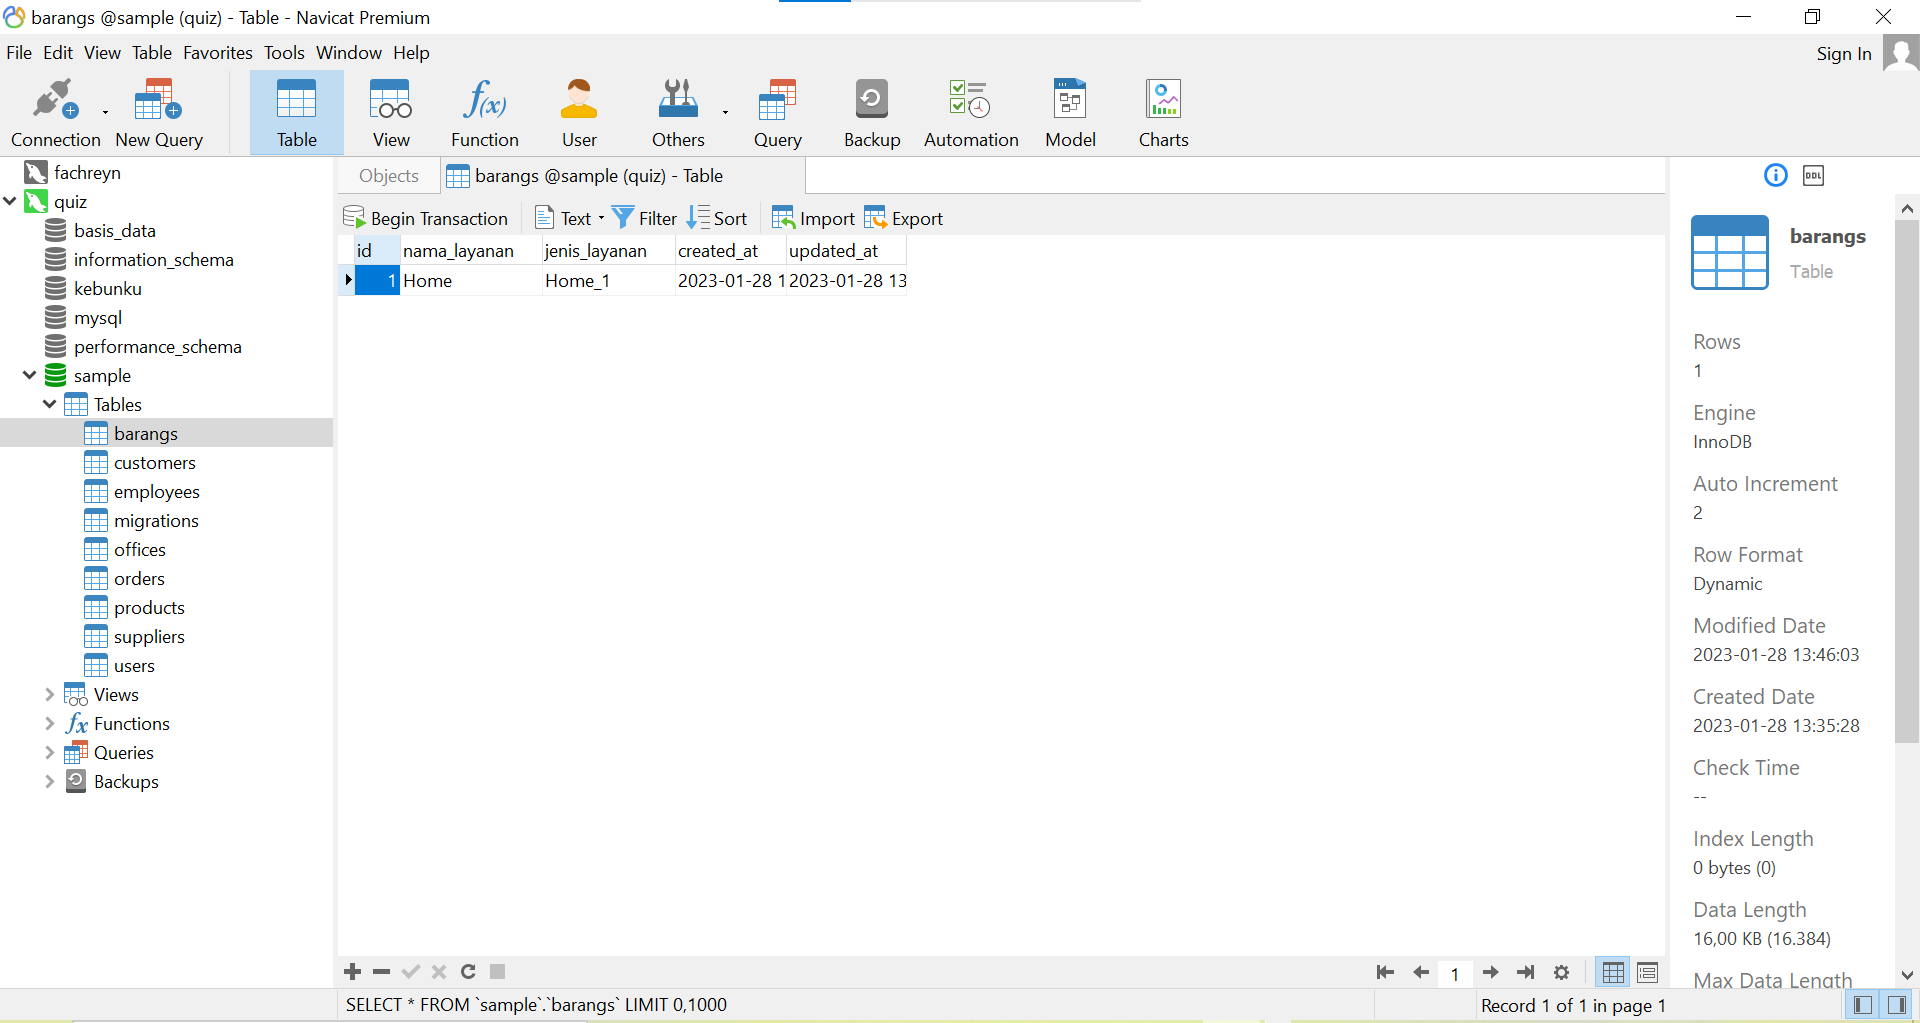 barangs @sample (quiz) - Table - Navicat Premium
File Edit View Table Favorites Tools Window Help
Sign In
Connection New Query Table View Function User Others Query Backup Automation Model Charts
fachreyn
quiz
basis_data
information_schema
kebunku
mysql
performance_schema
sample
Tables
barangs
customers
employees
migrations
offices
orders
products
suppliers
users
Views
Functions
Queries
Backups
Objects barangs @sample (quiz) - Table
Begin Transaction Text Filter Sort Import Export
id nama_layanan jenis_layanan created_at updated_at
1 Home Home_1 2023-01-28 1 2023-01-28 13
DDL
barangs
Table
Rows
1
Engine
InnoDB
Auto Increment
2
Row Format
Dynamic
Modified Date
2023-01-28 13:46:03
Created Date
2023-01-28 13:35:28
Check Time
--
Index Length
0 bytes (0)
Data Length
16,00 KB (16.384)
Max Data Length
1
SELECT * FROM `sample`.`barangs` LIMIT 0,1000
Record 1 of 1 in page 1